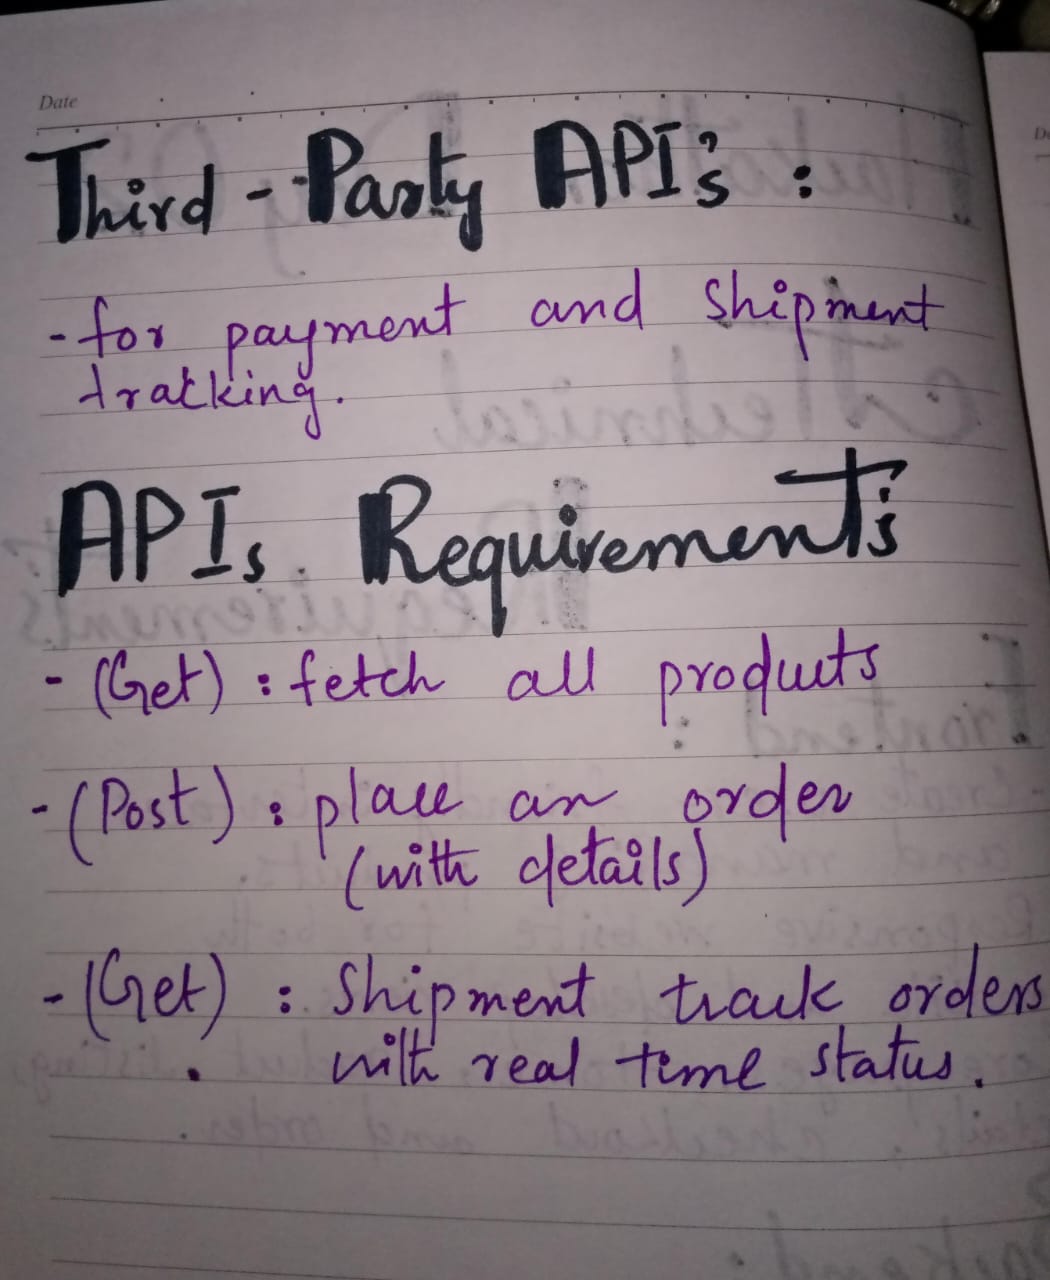 Date
Third - Party API's :
- for payment and Shipment
tracking.
APIs Requirements
- (Get) : fetch all products
- (Post) : place an order
(with details)
- (Get) : Shipment track orders
with real time status.